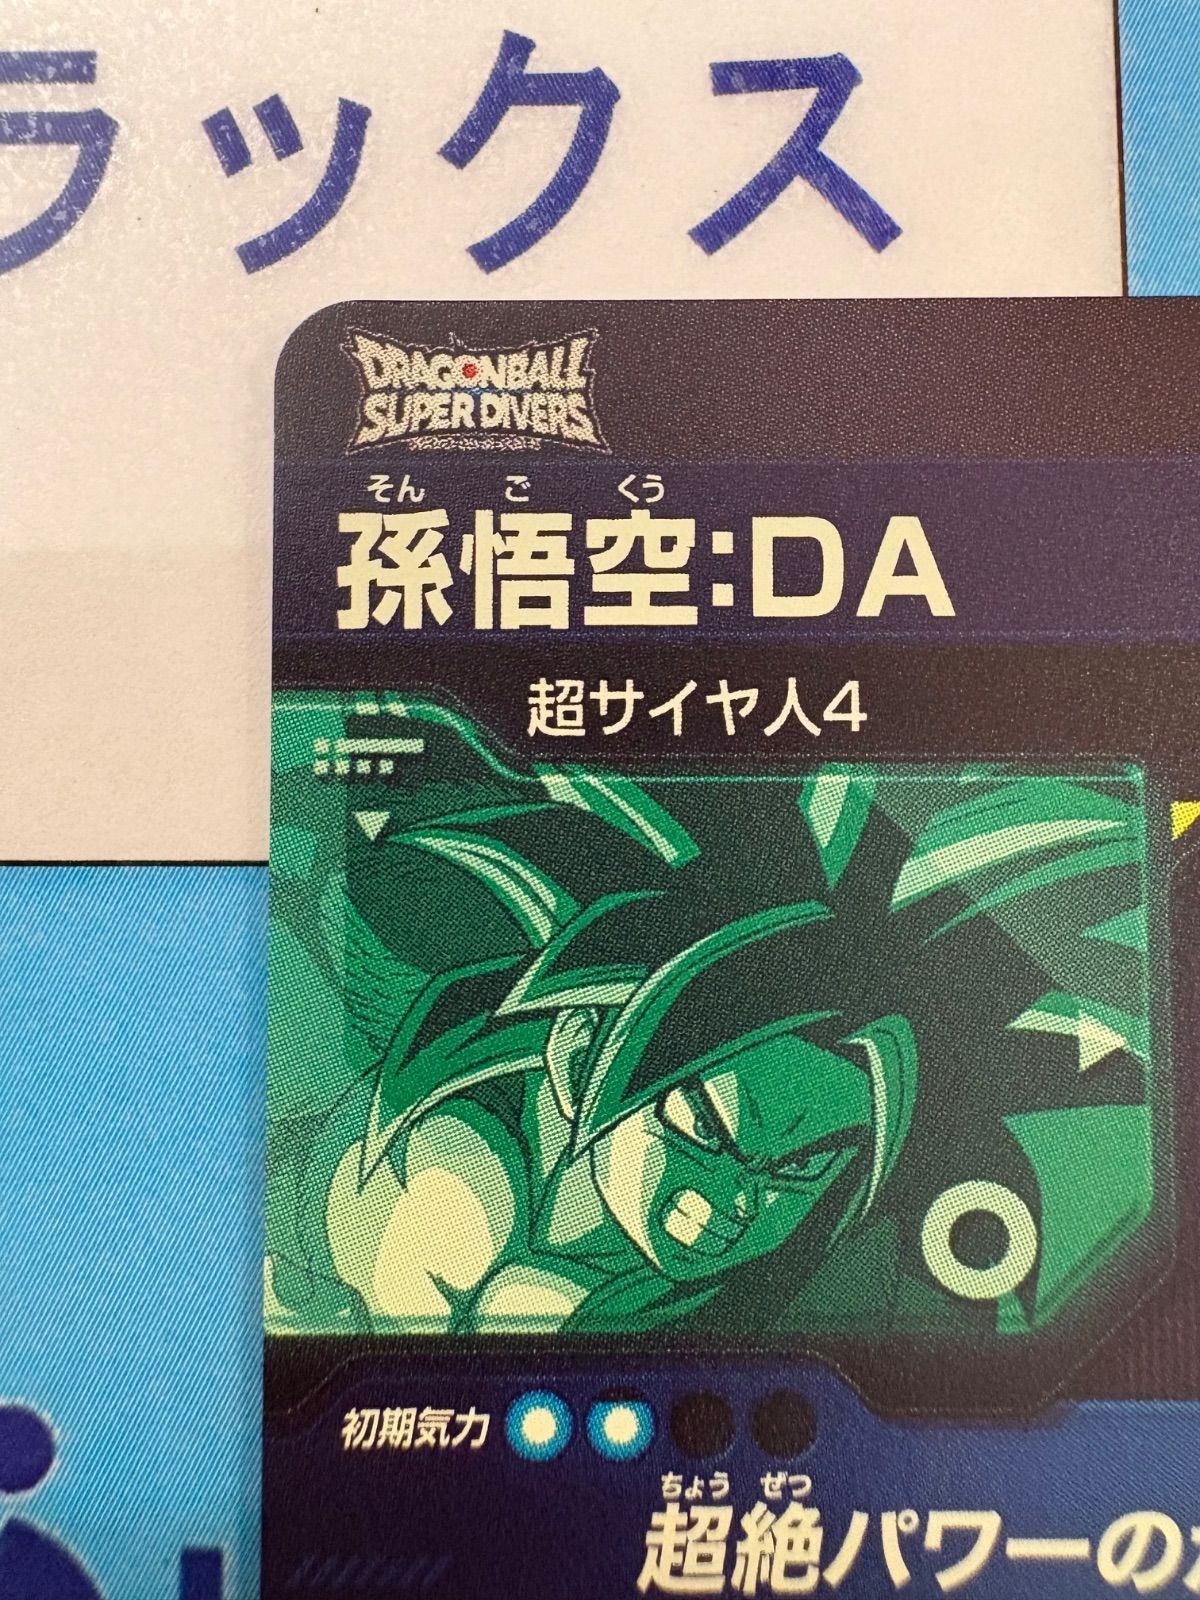 ラックス
DRAGONBALL
SUPER DIVERS
そん ご くう
孫悟空:DA
超サイヤ人4
初期気力
ちょう ぜつ
超絶パワーの